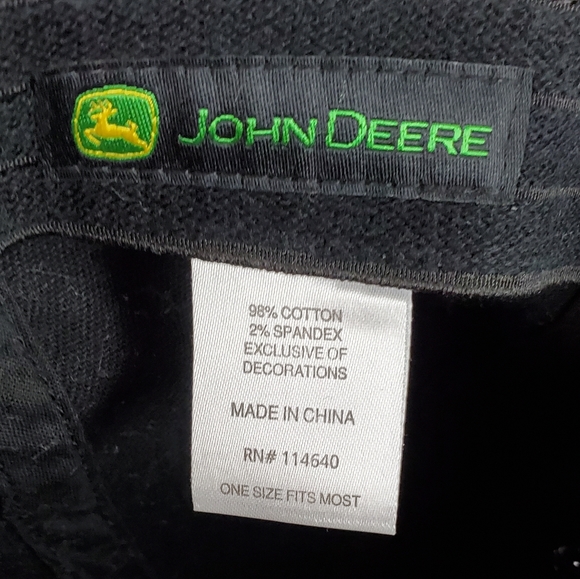 JOHN DEERE
98% COTTON
2% SPANDEX
EXCLUSIVE OF
DECORATIONS
MADE IN CHINA
RN# 114640
ONE SIZE FITS MOST